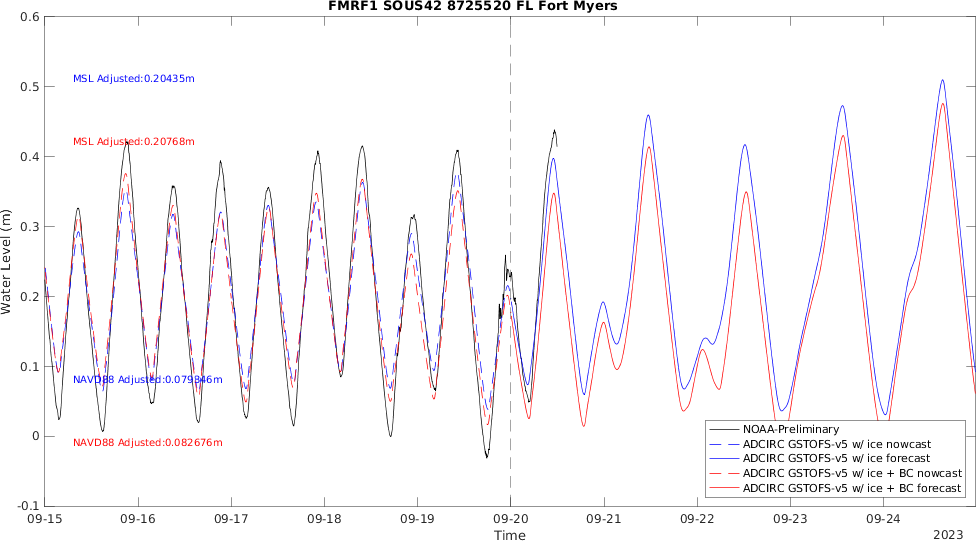 FMRF1 SOUS42 8725520 FL Fort Myers
0.6
0.5
0.4
0.3
0.2
0.1
0
-0.1
Water Level (m)
MSL Adjusted:0.20435m
MSL Adjusted:0.20768m
NAVD88 Adjusted:0.079346m
NAVD88 Adjusted:0.082676m
NOAA-Preliminary
ADCIRC GSTOFS-v5 w/ ice nowcast
ADCIRC GSTOFS-v5 w/ ice forecast
ADCIRC GSTOFS-v5 w/ ice + BC nowcast
ADCIRC GSTOFS-v5 w/ ice + BC forecast
09-15 09-16 09-17 09-18 09-19 09-20 09-21 09-22 09-23 09-24
Time
2023